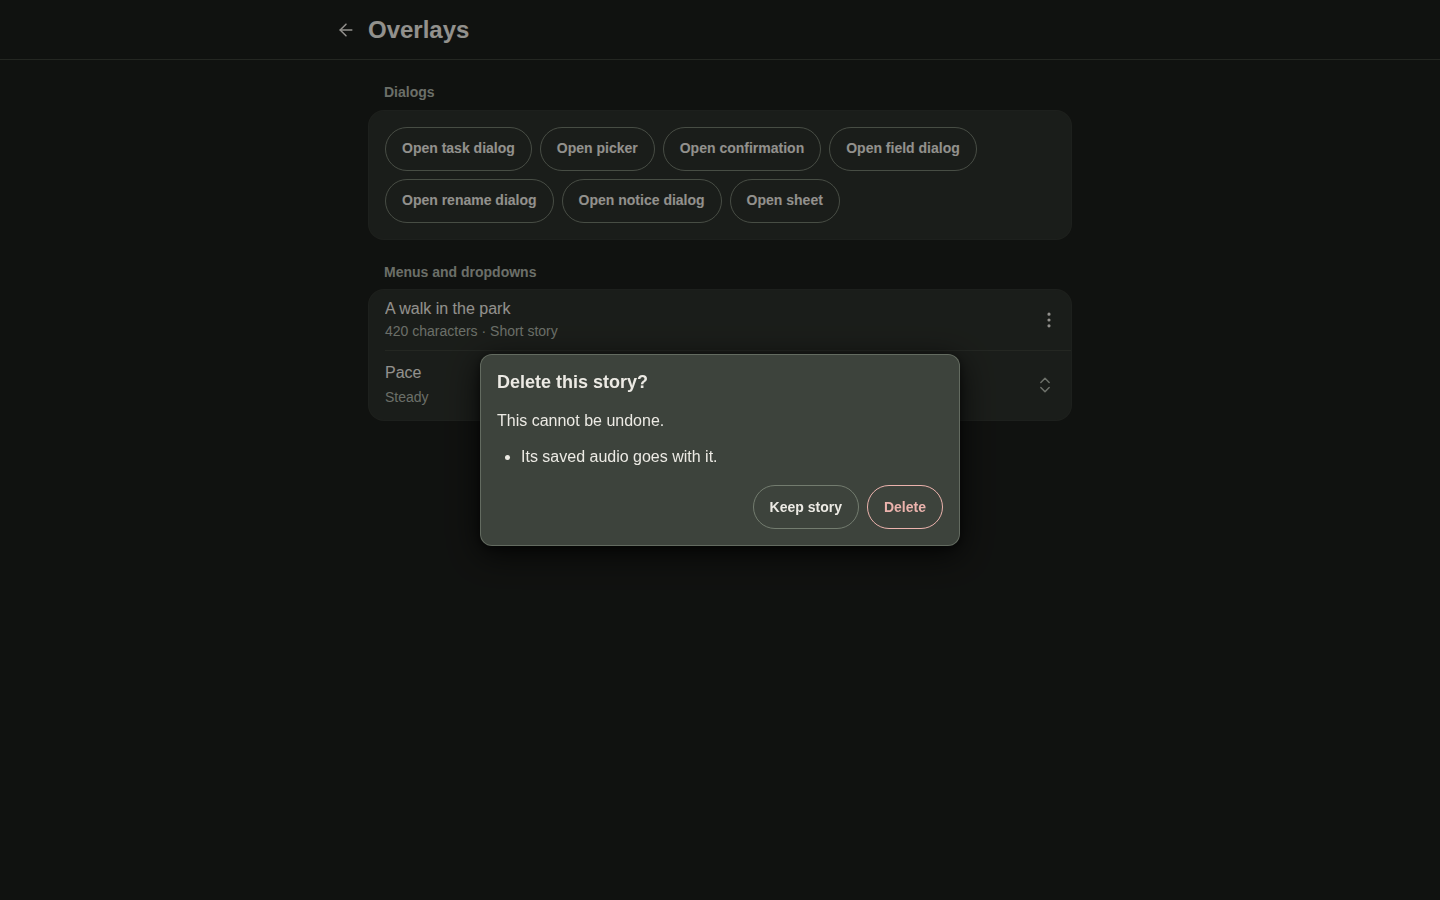 Overlays
Dialogs
Open task dialog
Open picker
Open confirmation
Open field dialog
Open rename dialog
Open notice dialog
Open sheet
Menus and dropdowns
A walk in the park
420 characters · Short story
Pace
Steady
Delete this story?
This cannot be undone.
• Its saved audio goes with it.
Keep story
Delete